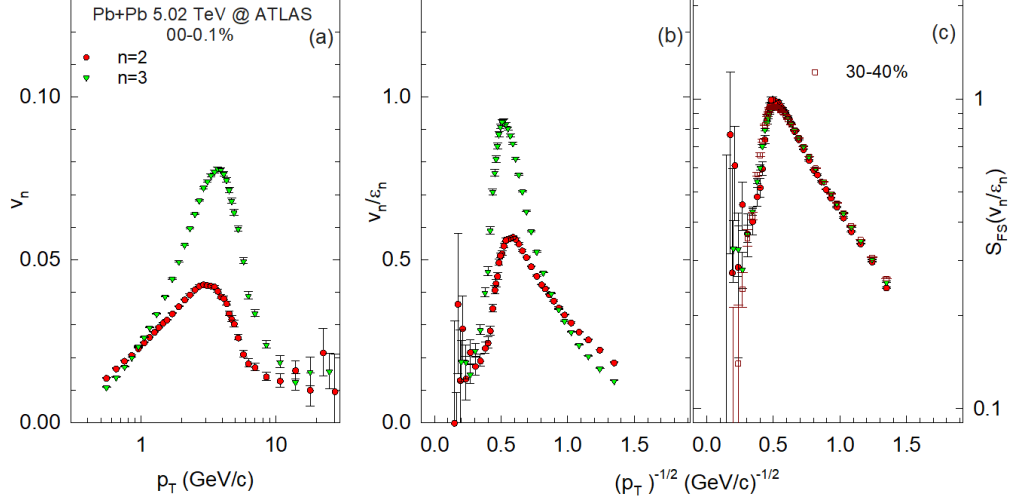 Pb+Pb 5.02 TeV @ ATLAS
00-0.1%
(a)
n=2
n=3
0.10
0.05
0.00
v_n
1
10
p_T (GeV/c)
(b)
1.0
0.5
0.0
v_n/ε_n
0.0
0.5
1.0
1.5
(c)
30-40%
0.0
0.5
1.0
1.5
(p_T )^-1/2 (GeV/c)^-1/2
1
0.1
S_FS(v_n/ε_n)